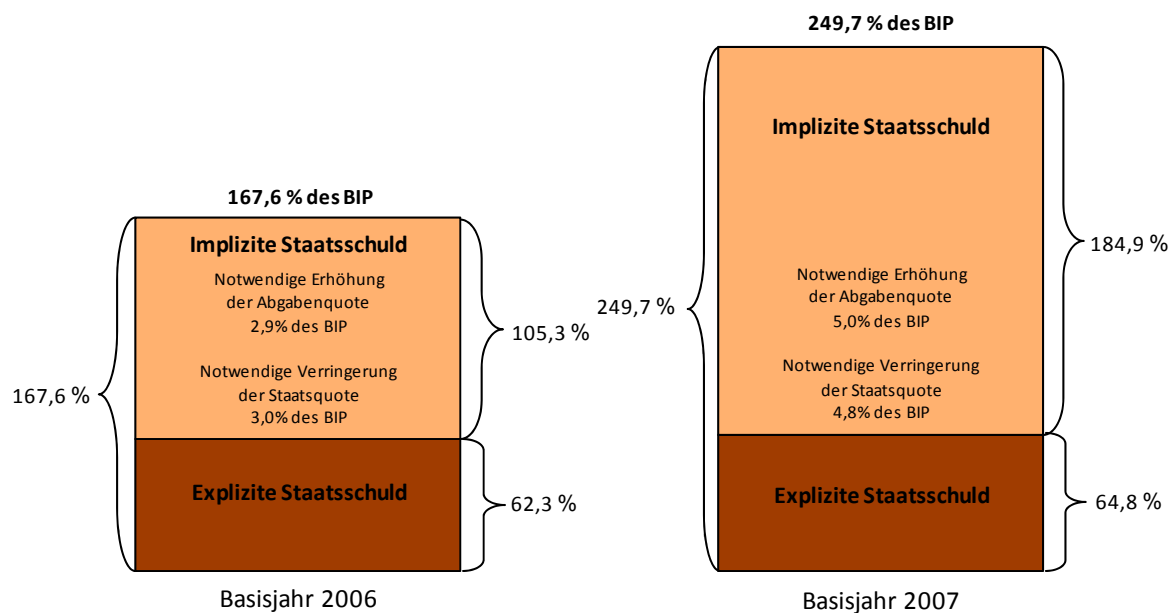 167,6 % des BIP
Implizite Staatsschuld
Notwendige Erhöhung
der Abgabenquote
2,9% des BIP
Notwendige Verringerung
der Staatsquote
3,0% des BIP
167,6 %
105,3 %
Explizite Staatsschuld
62,3 %
Basisjahr 2006
249,7 % des BIP
Implizite Staatsschuld
Notwendige Erhöhung
der Abgabenquote
5,0% des BIP
Notwendige Verringerung
der Staatsquote
4,8% des BIP
249,7 %
184,9 %
Explizite Staatsschuld
64,8 %
Basisjahr 2007